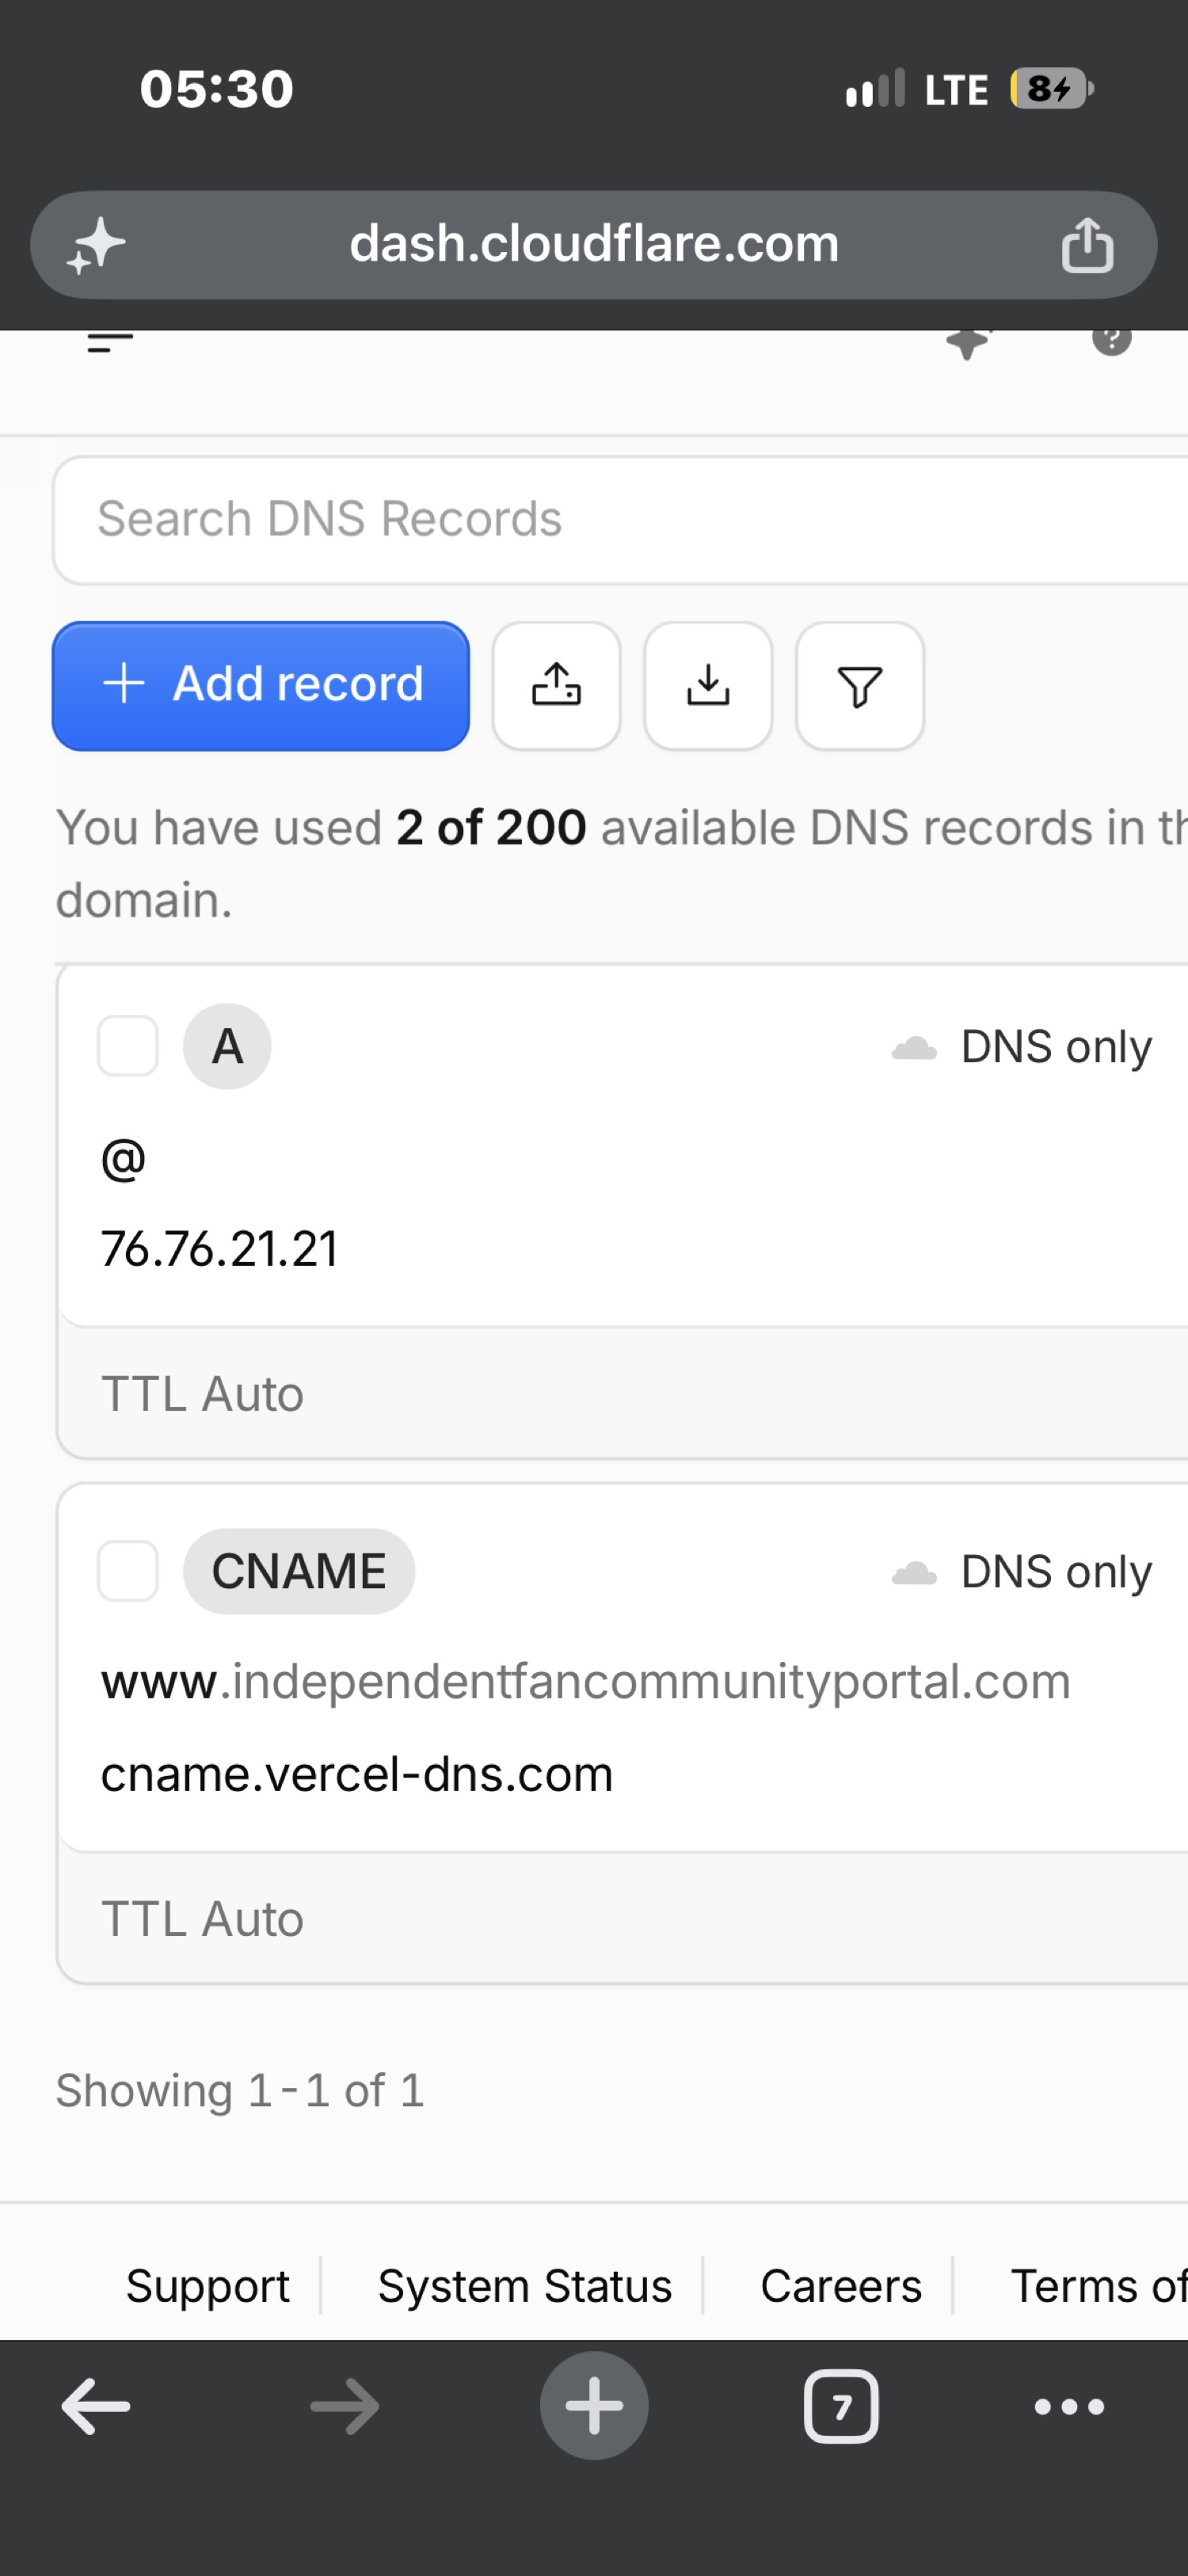 05:30
LTE 8
dash.cloudflare.com
?
Search DNS Records
Add record
You have used 2 of 200 available DNS records in th
domain.
A DNS only
@
76.76.21.21
TTL Auto
CNAME DNS only
www.independentfancommunityportal.com
cname.vercel-dns.com
TTL Auto
Showing 1-1 of 1
Support System Status Careers Terms of
7